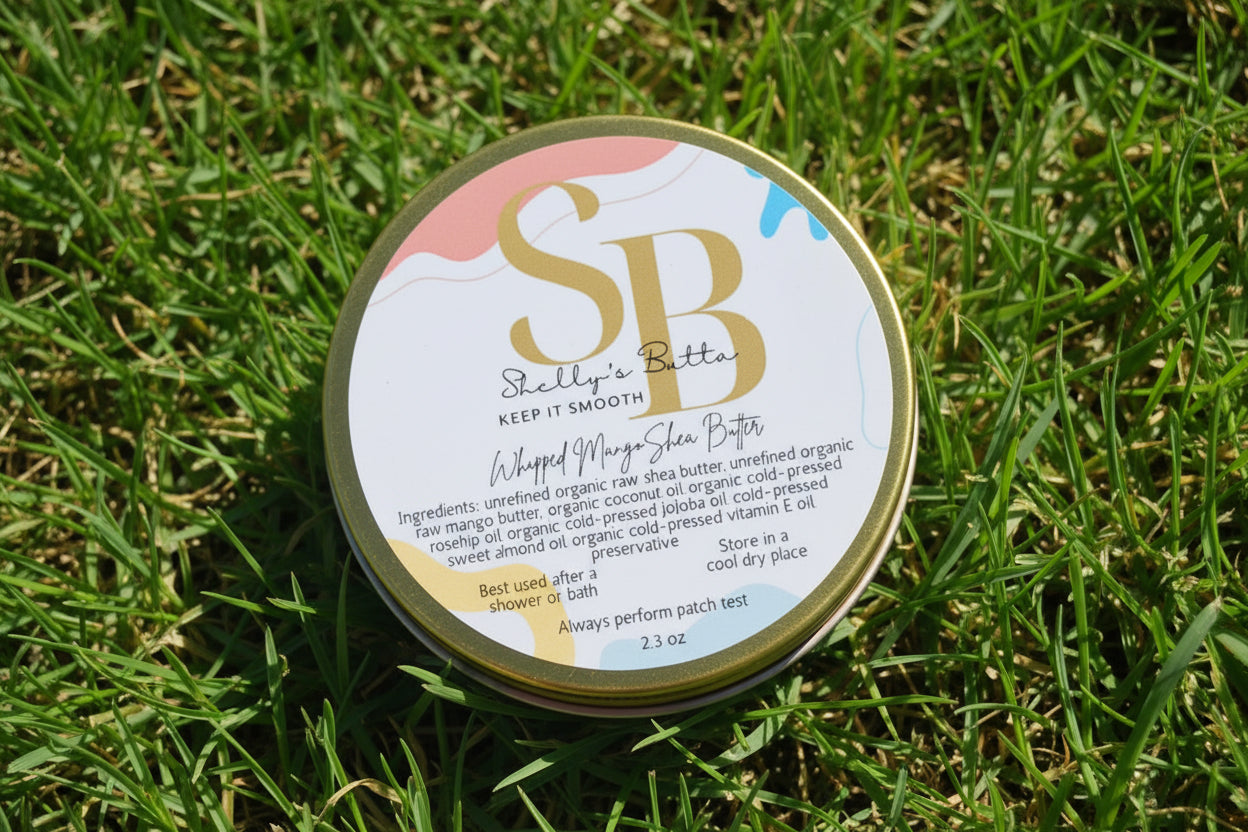 SB
Shelly's Butta
KEEP IT SMOOTH
Whipped Mango Shea Butter
Ingredients: unrefined organic raw shea butter, unrefined organic
raw mango butter, organic coconut oil organic cold-pressed
rosehip oil organic cold-pressed jojoba oil cold-pressed
sweet almond oil organic cold-pressed vitamin E oil
preservative
Best used after a
shower or bath
Store in a
cool dry place
Always perform patch test
2.3 oz